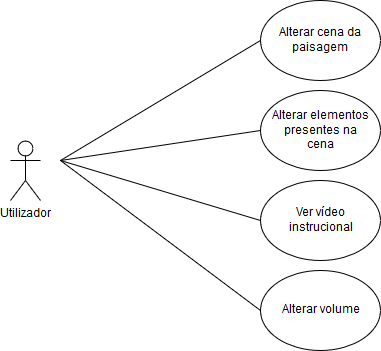 Alterar cena da
paisagem
Alterar elementos
presentes na
cena
Utilizador
Ver vídeo
instrucional
Alterar volume